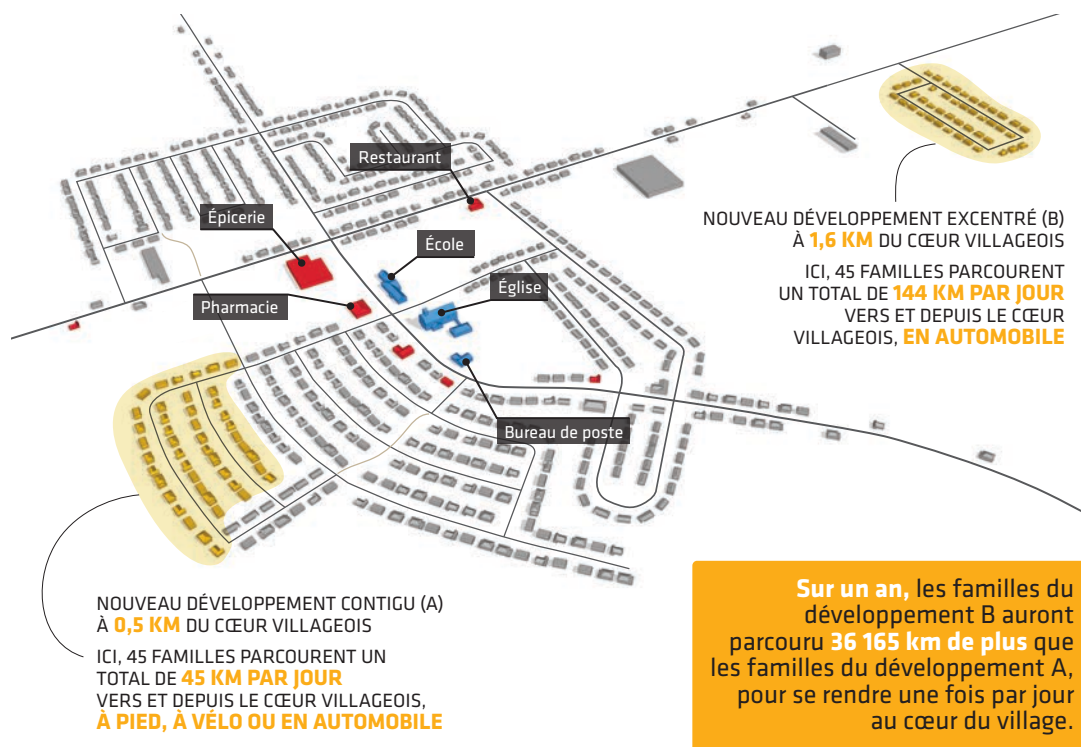 Restaurant
Épicerie
École
Pharmacie
Église
Bureau de poste
NOUVEAU DÉVELOPPEMENT EXCENTRÉ (B)
À 1,6 KM DU CŒUR VILLAGEOIS
ICI, 45 FAMILLES PARCOURENT
UN TOTAL DE 144 KM PAR JOUR
VERS ET DEPUIS LE CŒUR
VILLAGEOIS, EN AUTOMOBILE
NOUVEAU DÉVELOPPEMENT CONTIGU (A)
À 0,5 KM DU CŒUR VILLAGEOIS
ICI, 45 FAMILLES PARCOURENT UN
TOTAL DE 45 KM PAR JOUR
VERS ET DEPUIS LE CŒUR VILLAGEOIS,
À PIED, À VÉLO OU EN AUTOMOBILE
Sur un an, les familles du
développement B auront
parcouru 36 165 km de plus que
les familles du développement A,
pour se rendre une fois par jour
au cœur du village.